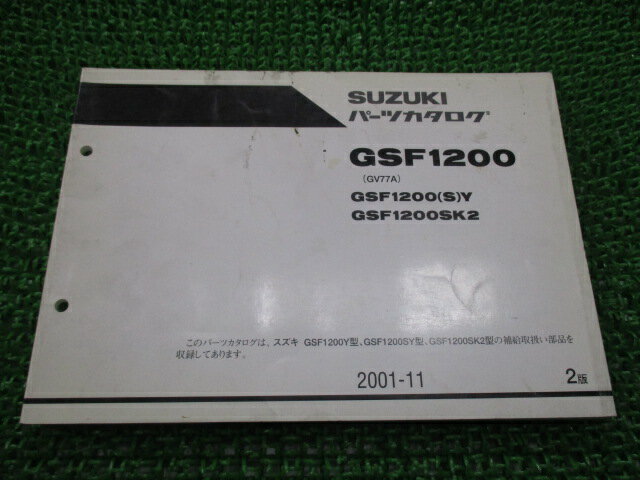 SUZUKI
パーツカタログ
GSF1200
(GV77A)
GSF1200(S)Y
GSF1200SK2
このパーツカタログは、スズキ GSF1200Y型、GSF1200SY型、GSF1200SK2型の補給取扱い部品を
収録してあります。
2001-11
2版